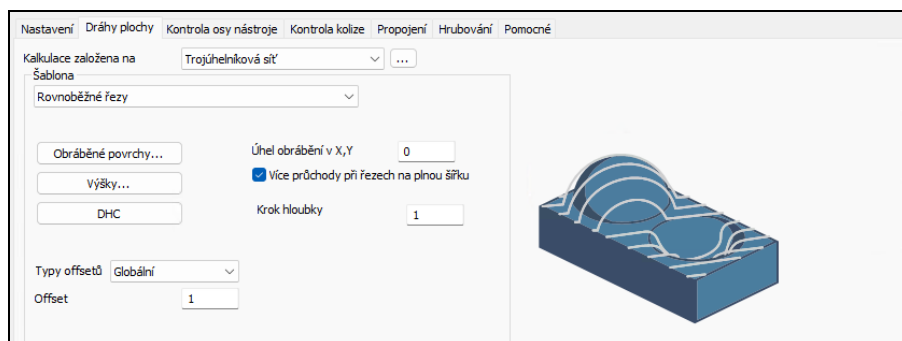 Nastavení Dráhy plochy Kontrola osy nástroje Kontrola kolize Propojení Hrubování Pomocné
Kalkulace založena na Trojúhelníková síť ...
Šablona
Rovnoběžné řezy
Obráběné povrchy... Úhel obrábění v X,Y 0
Výšky... Více průchody při řezech na plnou šířku
DHC Krok hloubky 1
Typy offsetů Globální
Offset 1